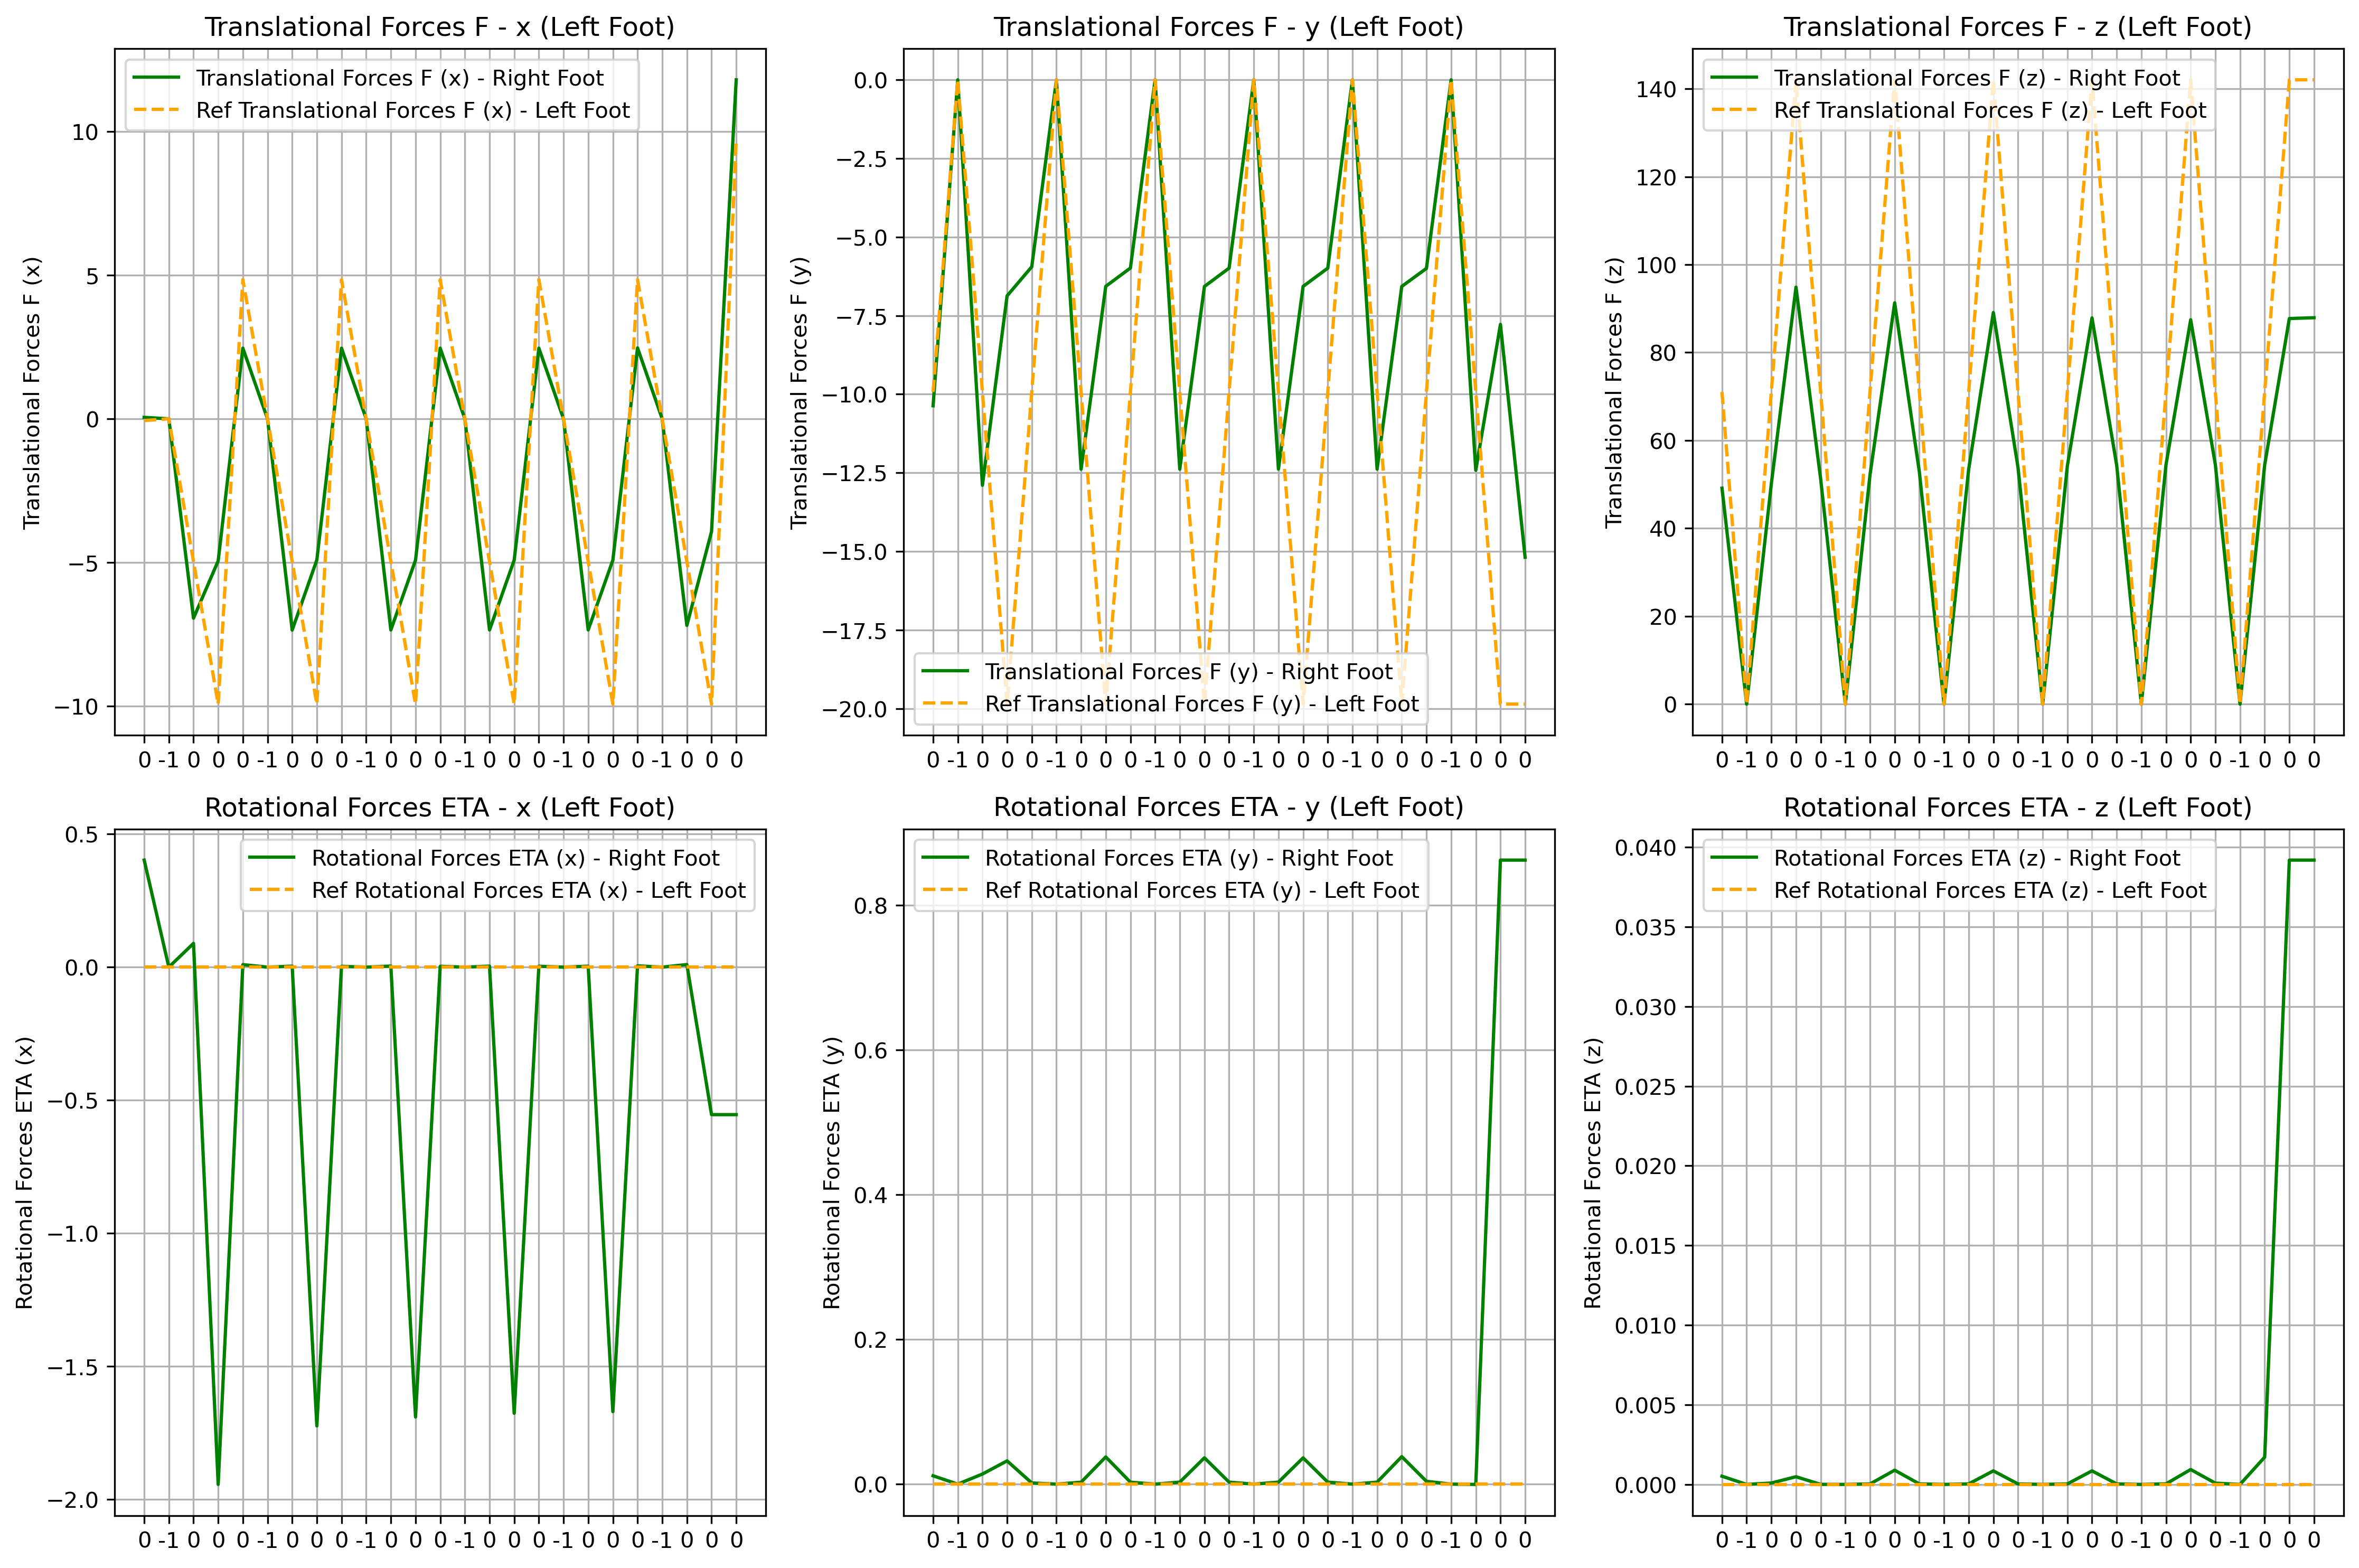 Translational Forces F - x (Left Foot)
Translational Forces F (x) - Right Foot
Ref Translational Forces F (x) - Left Foot
Translational Forces F (x)
10
5
0
−5
−10
0 -1 0 0 0 -1 0 0 0 -1 0 0 0 -1 0 0 0 -1 0 0 0 -1 0 0 0
Translational Forces F - y (Left Foot)
Translational Forces F (y) - Right Foot
Ref Translational Forces F (y) - Left Foot
Translational Forces F (y)
0.0
−2.5
−5.0
−7.5
−10.0
−12.5
−15.0
−17.5
−20.0
0 -1 0 0 0 -1 0 0 0 -1 0 0 0 -1 0 0 0 -1 0 0 0 -1 0 0 0
Translational Forces F - z (Left Foot)
Translational Forces F (z) - Right Foot
Ref Translational Forces F (z) - Left Foot
Translational Forces F (z)
140
120
100
80
60
40
20
0
0 -1 0 0 0 -1 0 0 0 -1 0 0 0 -1 0 0 0 -1 0 0 0 -1 0 0 0
Rotational Forces ETA - x (Left Foot)
Rotational Forces ETA (x) - Right Foot
Ref Rotational Forces ETA (x) - Left Foot
Rotational Forces ETA (x)
0.5
0.0
−0.5
−1.0
−1.5
−2.0
0 -1 0 0 0 -1 0 0 0 -1 0 0 0 -1 0 0 0 -1 0 0 0 -1 0 0 0
Rotational Forces ETA - y (Left Foot)
Rotational Forces ETA (y) - Right Foot
Ref Rotational Forces ETA (y) - Left Foot
Rotational Forces ETA (y)
0.8
0.6
0.4
0.2
0.0
0 -1 0 0 0 -1 0 0 0 -1 0 0 0 -1 0 0 0 -1 0 0 0 -1 0 0 0
Rotational Forces ETA - z (Left Foot)
Rotational Forces ETA (z) - Right Foot
Ref Rotational Forces ETA (z) - Left Foot
Rotational Forces ETA (z)
0.040
0.035
0.030
0.025
0.020
0.015
0.010
0.005
0.000
0 -1 0 0 0 -1 0 0 0 -1 0 0 0 -1 0 0 0 -1 0 0 0 -1 0 0 0